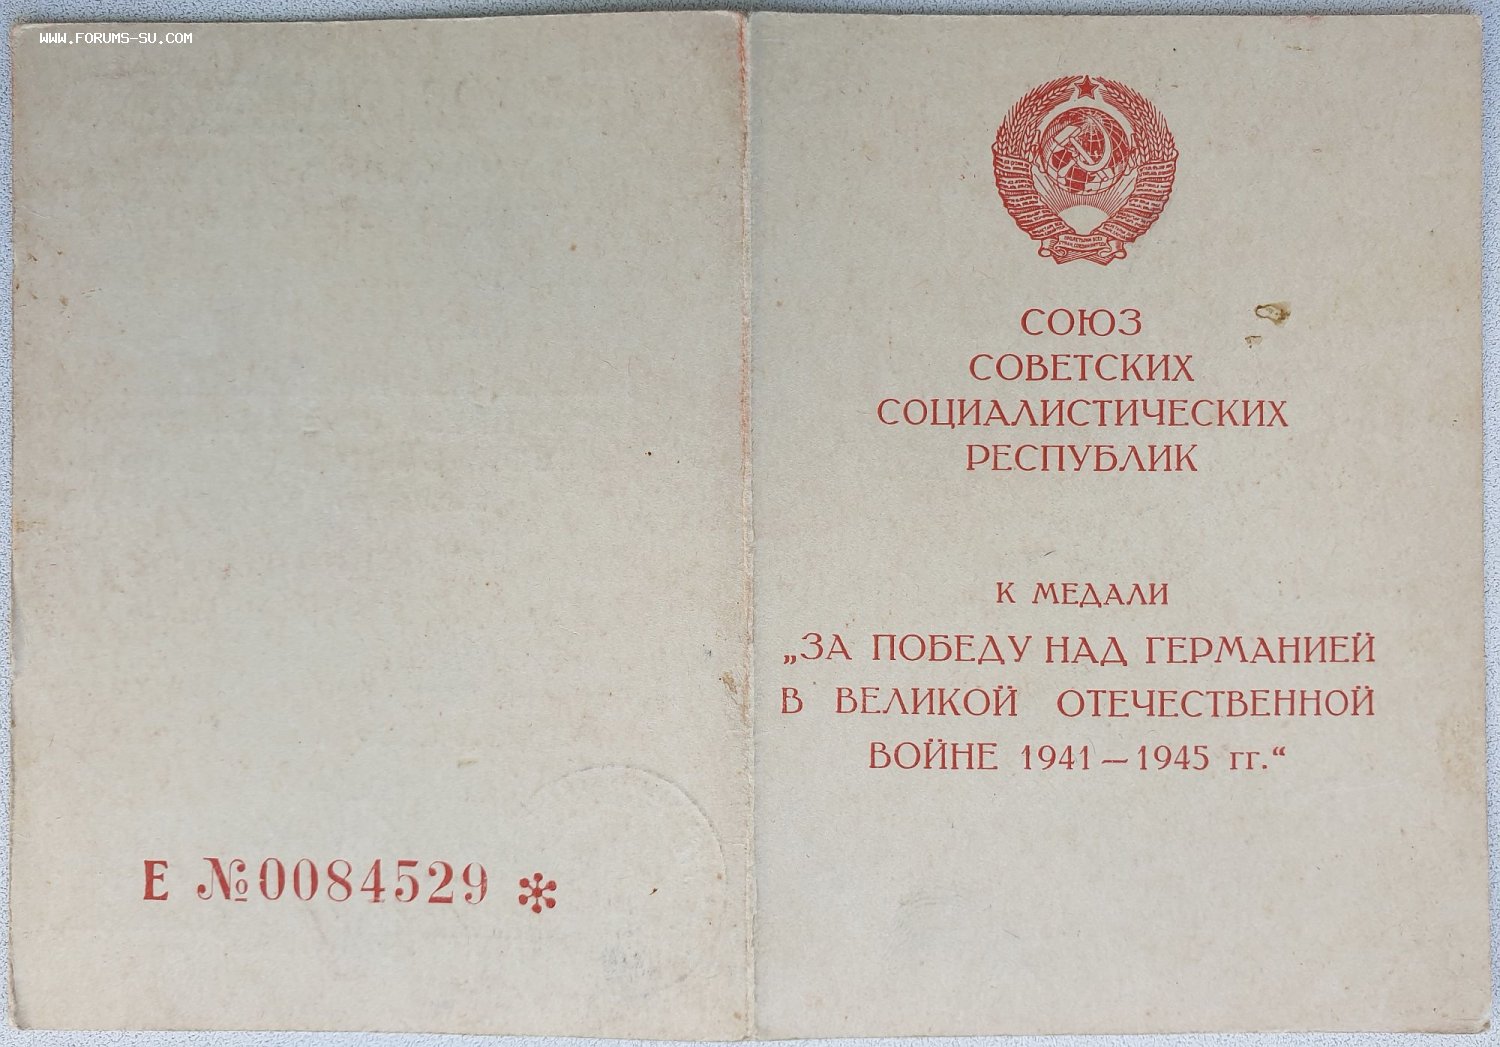 WWW.FORUMS-SU.COM
Е №0084529
СОЮЗ
СОВЕТСКИХ
СОЦИАЛИСТИЧЕСКИХ
РЕСПУБЛИК
К МЕДАЛИ
„ЗА ПОБЕДУ НАД ГЕРМАНИЕЙ
В ВЕЛИКОЙ ОТЕЧЕСТВЕННОЙ
ВОЙНЕ 1941—1945 гг.“